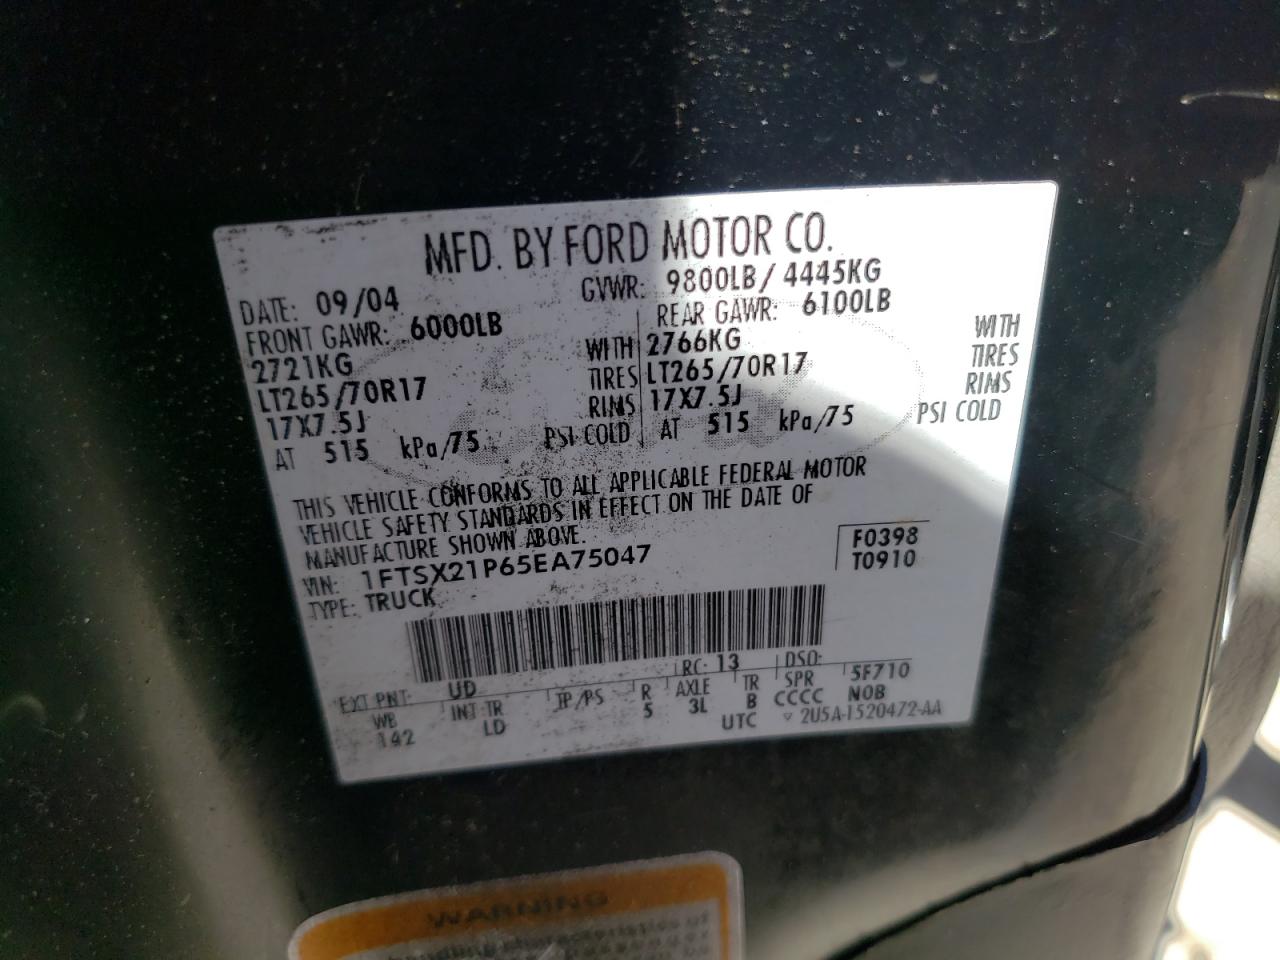 MFD. BY FORD MOTOR CO.
DATE: 09/04 GVWR: 9800LB / 4445KG
FRONT GAWR: 6000LB REAR GAWR: 6100LB
2721KG WITH 2766KG WITH
LT265/70R17 TIRES LT265/70R17 TIRES
17X7.5J RIMS 17X7.5J RIMS
AT 515 kPa/75 PSI COLD AT 515 kPa/75 PSI COLD
THIS VEHICLE CONFORMS TO ALL APPLICABLE FEDERAL MOTOR
VEHICLE SAFETY STANDARDS IN EFFECT ON THE DATE OF
MANUFACTURE SHOWN ABOVE.
VIN: 1FTSX21P65EA75047 F0398
TYPE: TRUCK T0910
EXT PNT: UD RC: 13 DSO:
WB INT TR TP/PS R AXLE TR SPR 5F710
142 LD 5 3L B CCCC N0B
UTC ▽ 2U5A-1520472-AA
WARNING
handling characteristics of